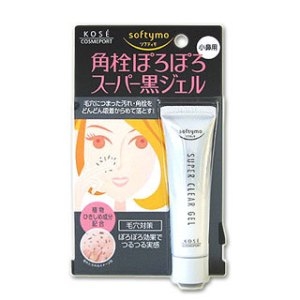 KOSÉ
COSMEPORT
softymo
ソフティモ
小鼻用
角栓ぽろぽろ
スーパー黒ジェル
毛穴につまった汚れ・角栓を
どんどん吸着からめて落とす!
植物
ひきしめ成分
配合
毛穴対策
ぽろぽろ効果で
つるつる実感
softymo
SUPER CLEAR GEL
KOSÉ
COSMEPORT